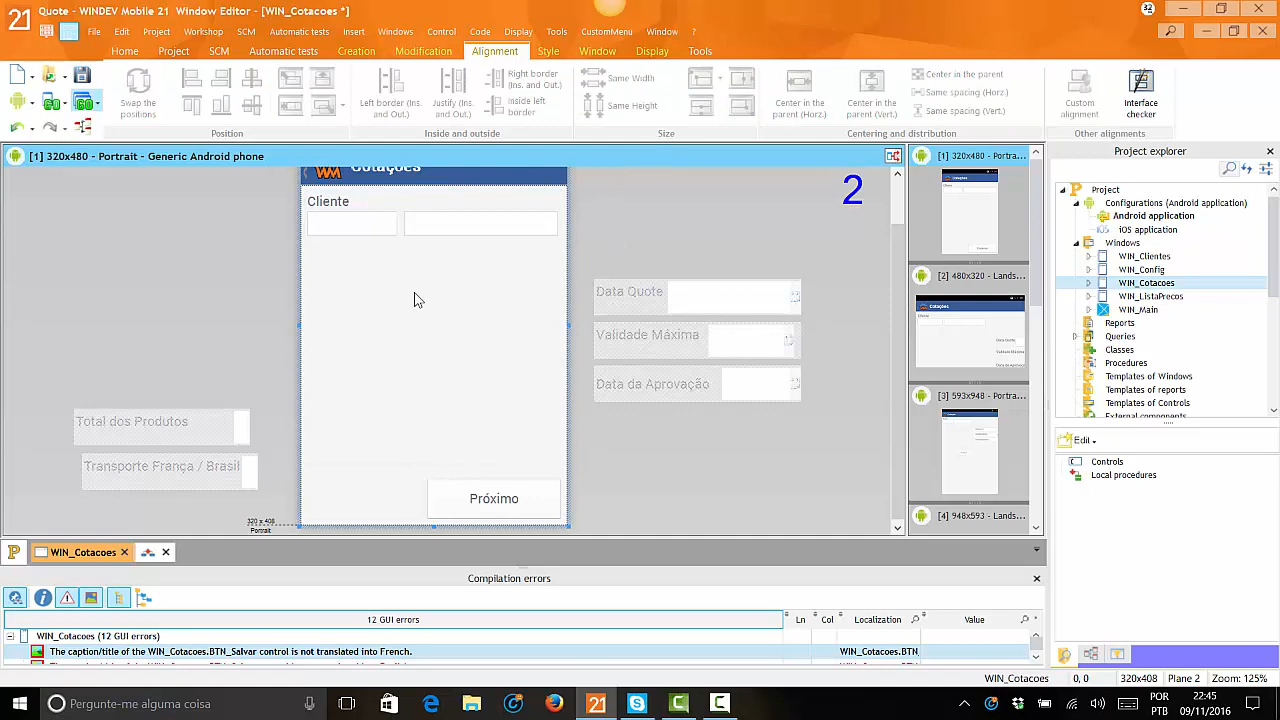 21 Quote - WINDEV Mobile 21 Window Editor - [WIN_Cotacoes *] 32
File Edit Project Workshop SCM Automatic tests Insert Windows Control Code Display Tools CustomMenu Window ?
Home Project SCM Automatic tests Creation Modification Alignment Style Window Display Tools
Swap the positions
Left border (Ins. and Out.)
Justify (Ins. and Out.)
Right border (Ins. and Out.)
Inside left border
Same Width
Same Height
Center in the parent (Horz.)
Center in the parent (Vert.)
Center in the parent
Same spacing (Horz.)
Same spacing (Vert.)
Custom alignment
Interface checker
Position Inside and outside Size Centering and distribution Other alignments
[1] 320x480 - Portrait - Generic Android phone
Cotações
2
Cliente
Data Quote
Validade Máxima
Data da Aprovação
Total dos Produtos
Transporte França / Brasil
Próximo
320 x 408
Portrait
[1] 320x480 - Portra...
[2] 480x320 - Lands...
[3] 593x948 - Portra...
[4] 948x593 - Lands...
Project explorer
Project
Configurations (Android application)
Android application
iOS application
Windows
WIN_Clientes
WIN_Config
WIN_Cotacoes
WIN_ListaPrecos
WIN_Main
Reports
Queries
Classes
Procedures
Templates of Windows
Templates of reports
Templates of Controls
External components
Edit
Controls
Local procedures
WIN_Cotacoes
Compilation errors
12 GUI errors Ln Col Localization Value
WIN_Cotacoes (12 GUI errors)
The caption/title of the WIN_Cotacoes.BTN_Salvar control is not translated into French. WIN_Cotacoes.BTN_
WIN_Cotacoes 0, 0 320x408 Plane 2 Zoom: 125%
Pergunte-me alguma coisa
POR 22:45
PTB 09/11/2016